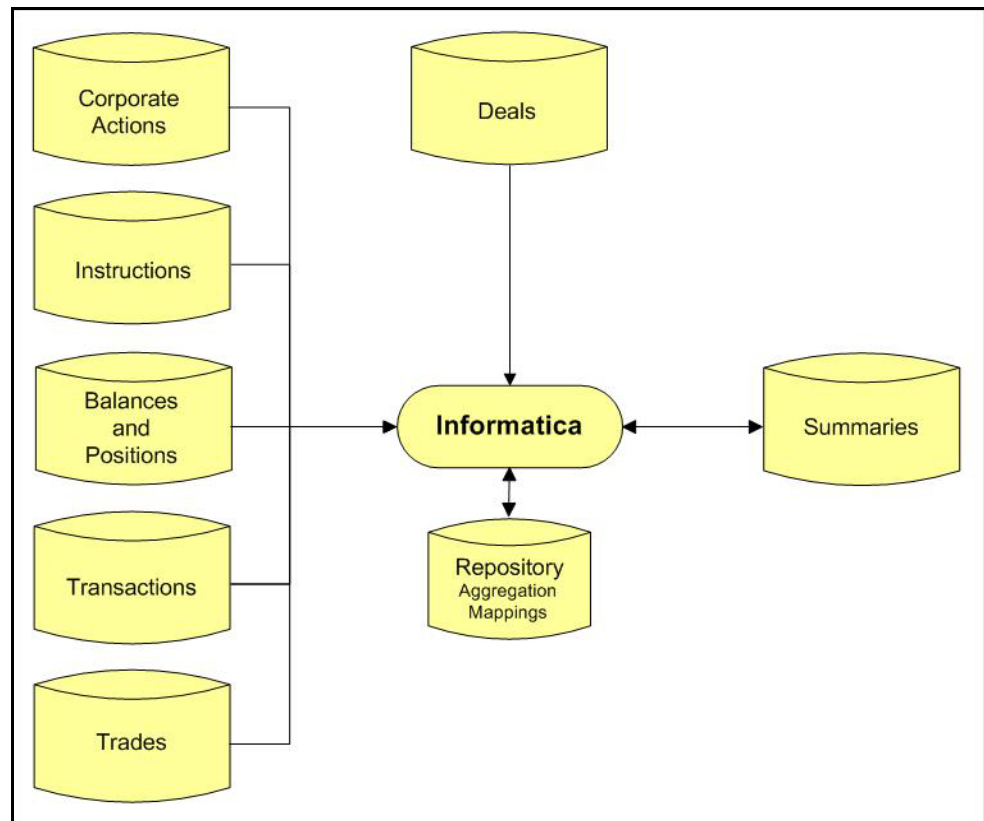 Corporate
Actions
Deals
Instructions
Balances
and
Positions
Informatica
Summaries
Repository
Aggregation
Mappings
Transactions
Trades